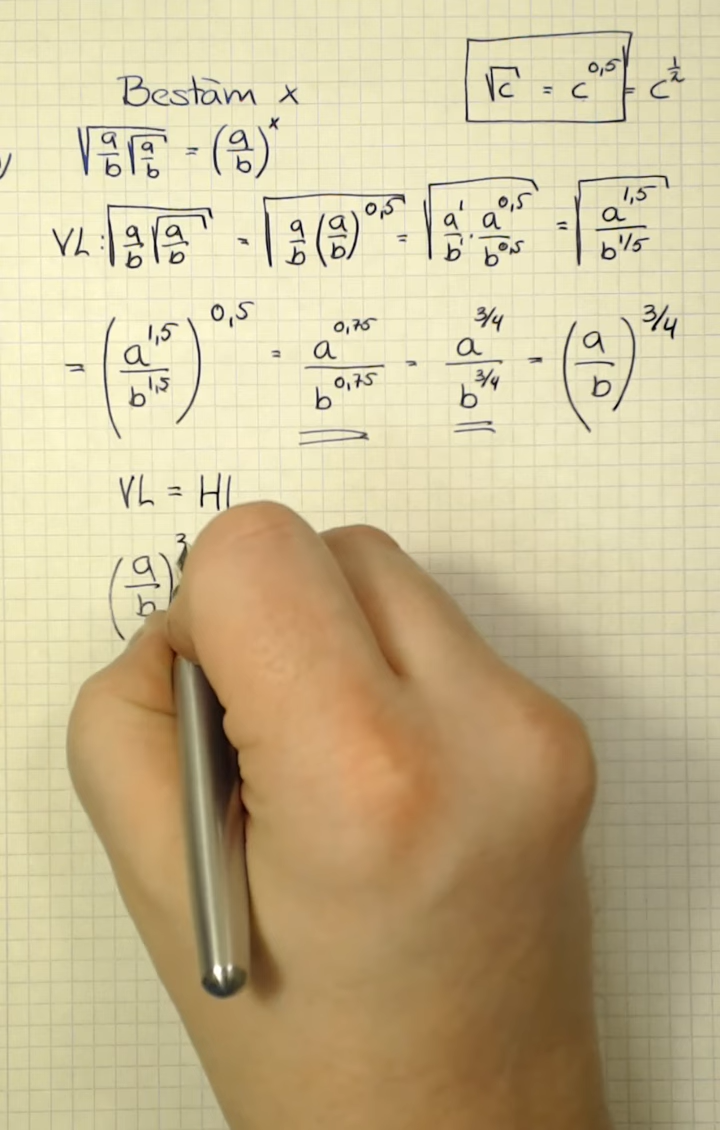 Bestäm x
√c = c^0,5 = c^½
√(a/b √(a/b)) = (a/b)^x
VL: √(a/b √(a/b)) = √(a/b (a/b)^0,5) = √(a^1/b^1 · a^0,5/b^0,5) = √(a^1,5/b^1/5)
= (a^1,5/b^1,5)^0,5 = a^0,75/b^0,75 = a^3/4/b^3/4 = (a/b)^3/4
VL = H
(a/b)^3